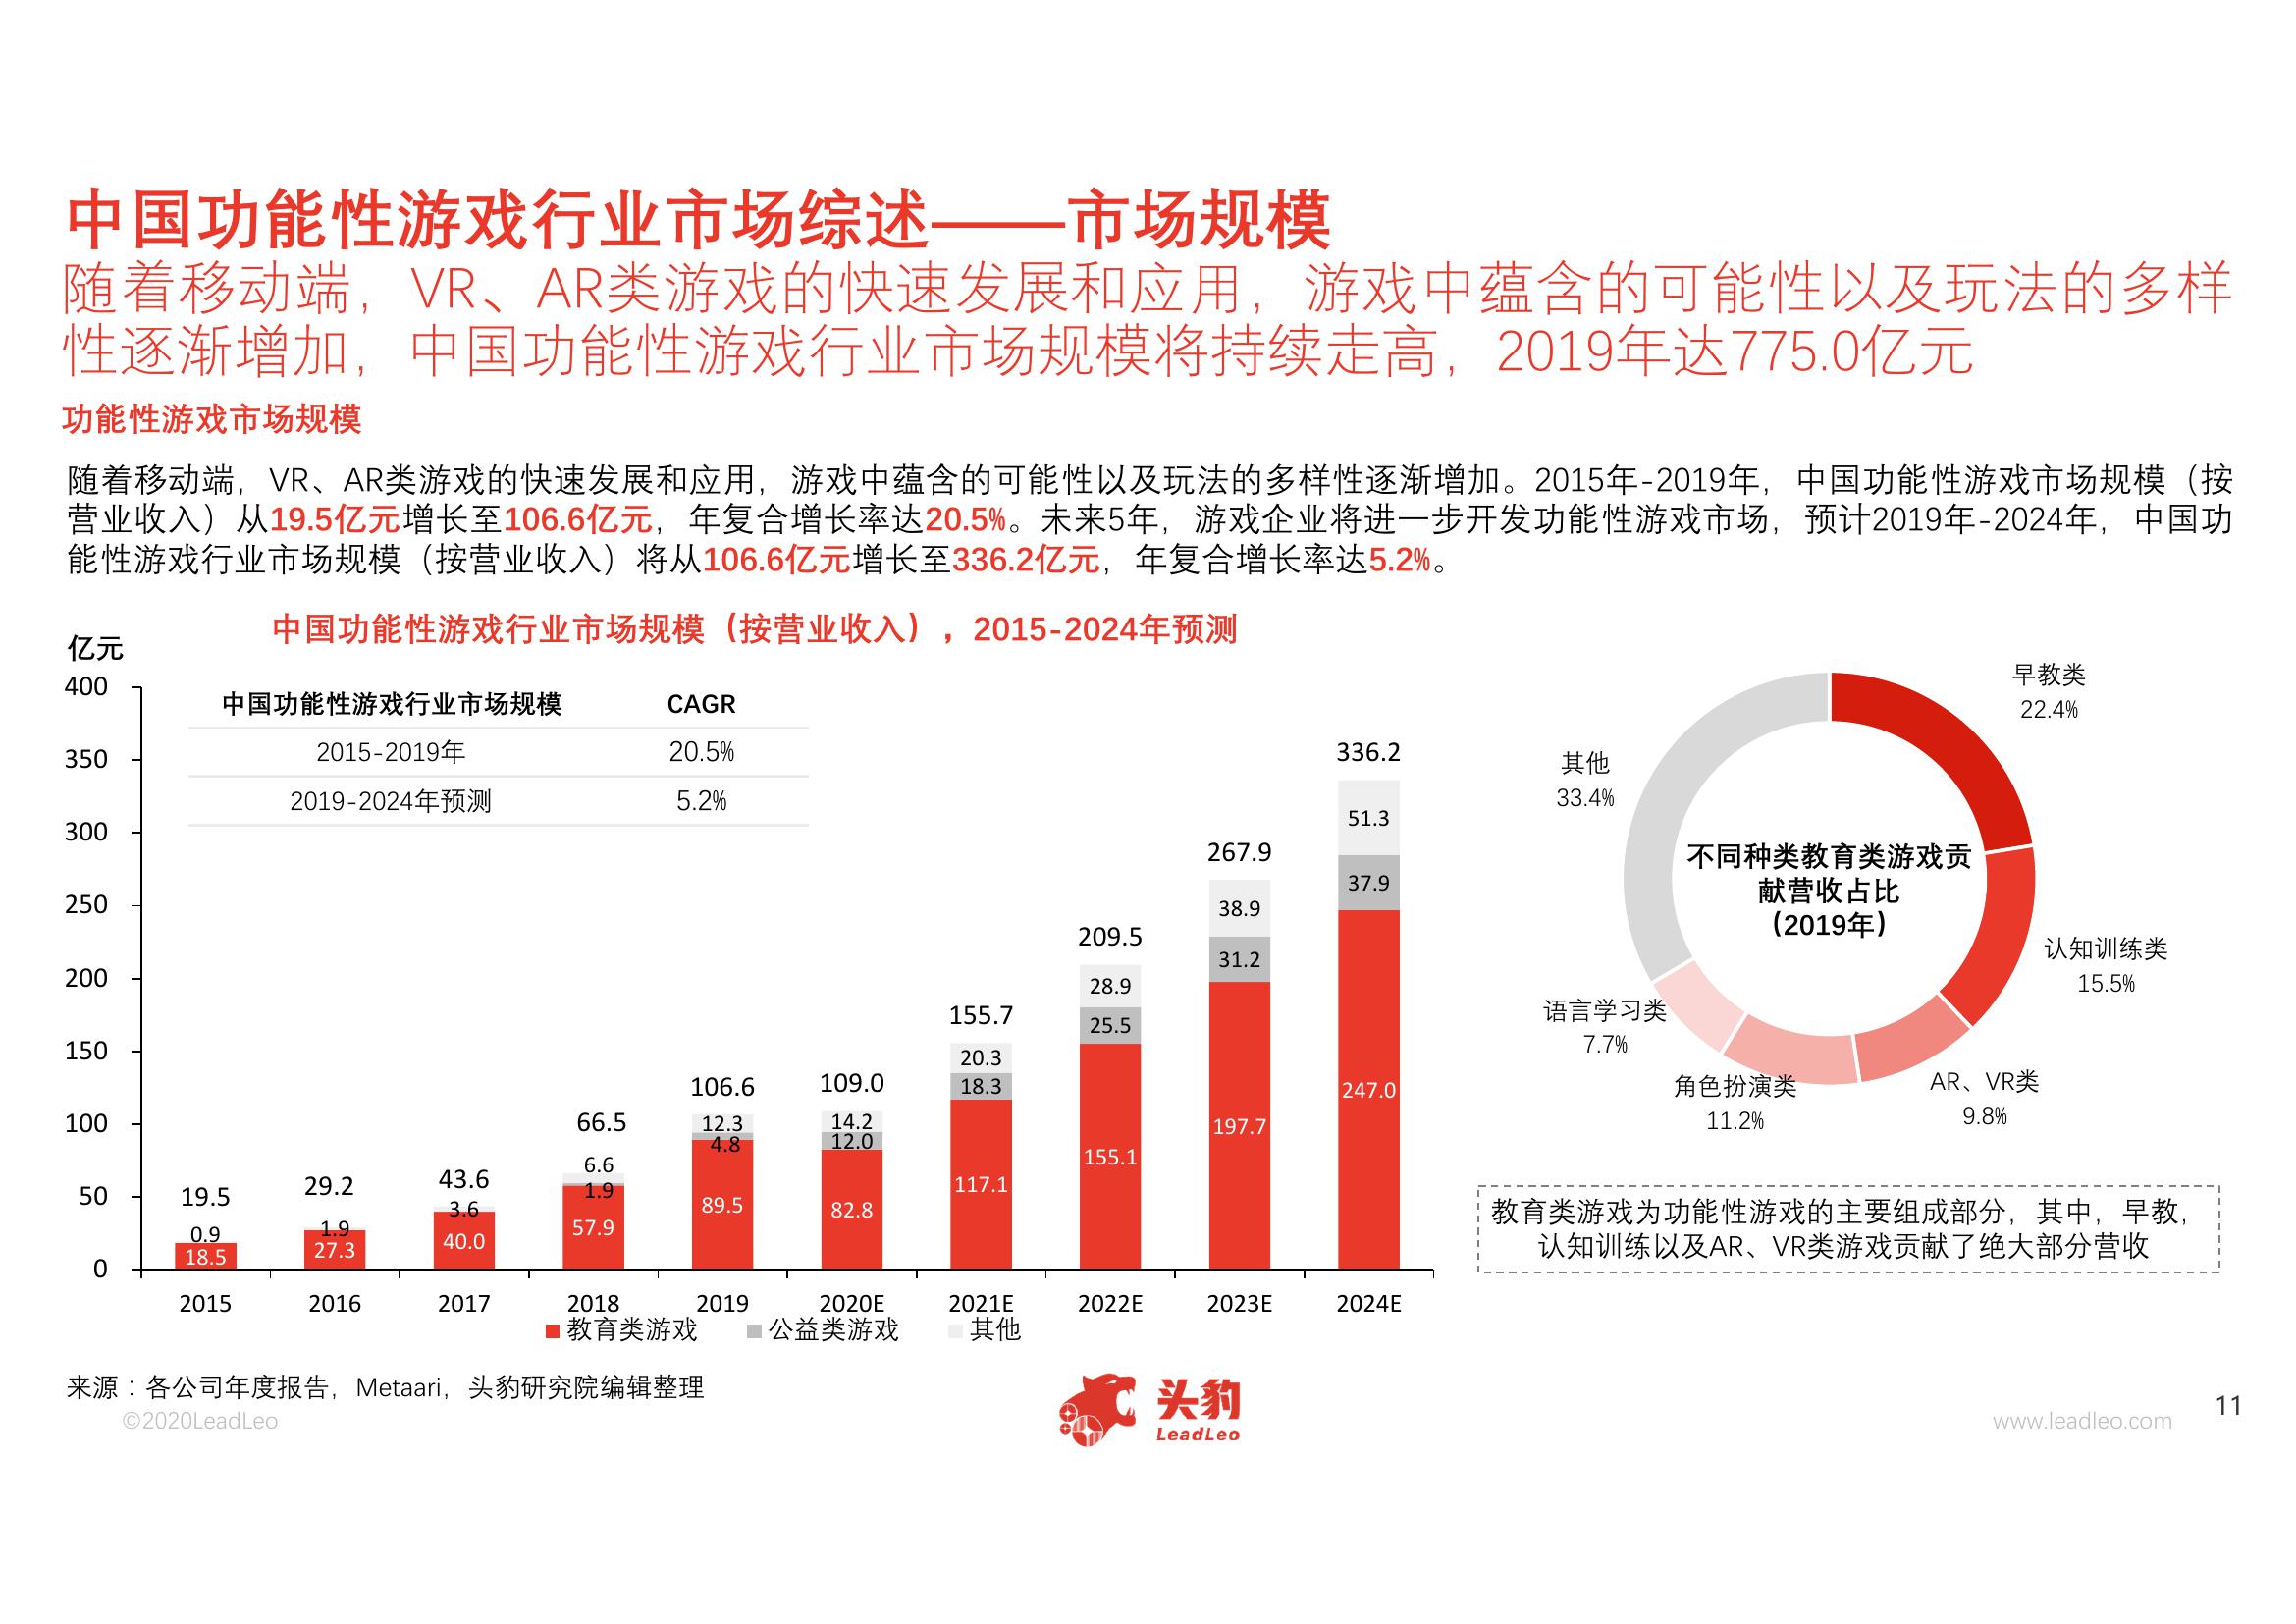 中国功能性游戏行业市场综述——市场规模
随着移动端，VR、AR类游戏的快速发展和应用，游戏中蕴含的可能性以及玩法的多样
性逐渐增加，中国功能性游戏行业市场规模将持续走高，2019年达775.0亿元
功能性游戏市场规模
随着移动端，VR、AR类游戏的快速发展和应用，游戏中蕴含的可能性以及玩法的多样性逐渐增加。2015年-2019年，中国功能性游戏市场规模（按
营业收入）从19.5亿元增长至106.6亿元，年复合增长率达20.5%。未来5年，游戏企业将进一步开发功能性游戏市场，预计2019年-2024年，中国功
能性游戏行业市场规模（按营业收入）将从106.6亿元增长至336.2亿元，年复合增长率达5.2%。
中国功能性游戏行业市场规模（按营业收入），2015-2024年预测
亿元
400
350
300
250
200
150
100
50
0
中国功能性游戏行业市场规模 CAGR
2015-2019年 20.5%
2019-2024年预测 5.2%
19.5
0.9
18.5
29.2
1.9
27.3
43.6
3.6
40.0
66.5
6.6
1.9
57.9
106.6
12.3
4.8
89.5
109.0
14.2
12.0
82.8
155.7
20.3
18.3
117.1
209.5
28.9
25.5
155.1
267.9
38.9
31.2
197.7
336.2
51.3
37.9
247.0
2015 2016 2017 2018 2019 2020E 2021E 2022E 2023E 2024E
教育类游戏 公益类游戏 其他
不同种类教育类游戏贡
献营收占比
（2019年）
早教类
22.4%
认知训练类
15.5%
AR、VR类
9.8%
角色扮演类
11.2%
语言学习类
7.7%
其他
33.4%
教育类游戏为功能性游戏的主要组成部分，其中，早教，
认知训练以及AR、VR类游戏贡献了绝大部分营收
来源：各公司年度报告，Metaari，头豹研究院编辑整理
©2020LeadLeo
头豹
LeadLeo
www.leadleo.com
11